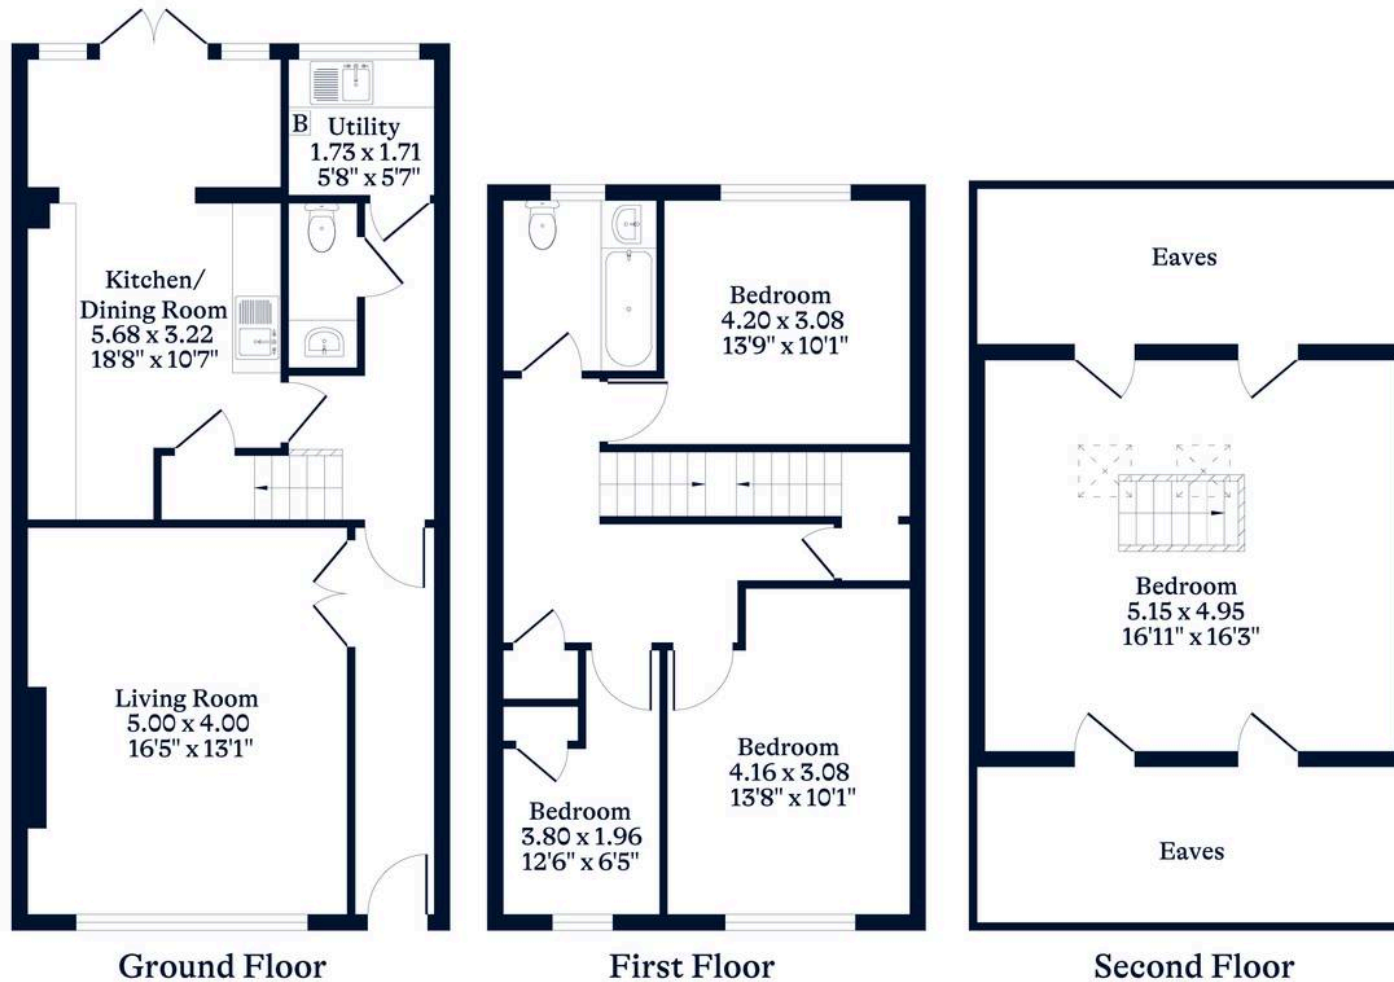 B
Utility
1.73 x 1.71
5'8" x 5'7"
Kitchen/
Dining Room
5.68 x 3.22
18'8" x 10'7"
Living Room
5.00 x 4.00
16'5" x 13'1"
Ground Floor
Bedroom
4.20 x 3.08
13'9" x 10'1"
Bedroom
4.16 x 3.08
13'8" x 10'1"
Bedroom
3.80 x 1.96
12'6" x 6'5"
First Floor
Eaves
Bedroom
5.15 x 4.95
16'11" x 16'3"
Eaves
Second Floor